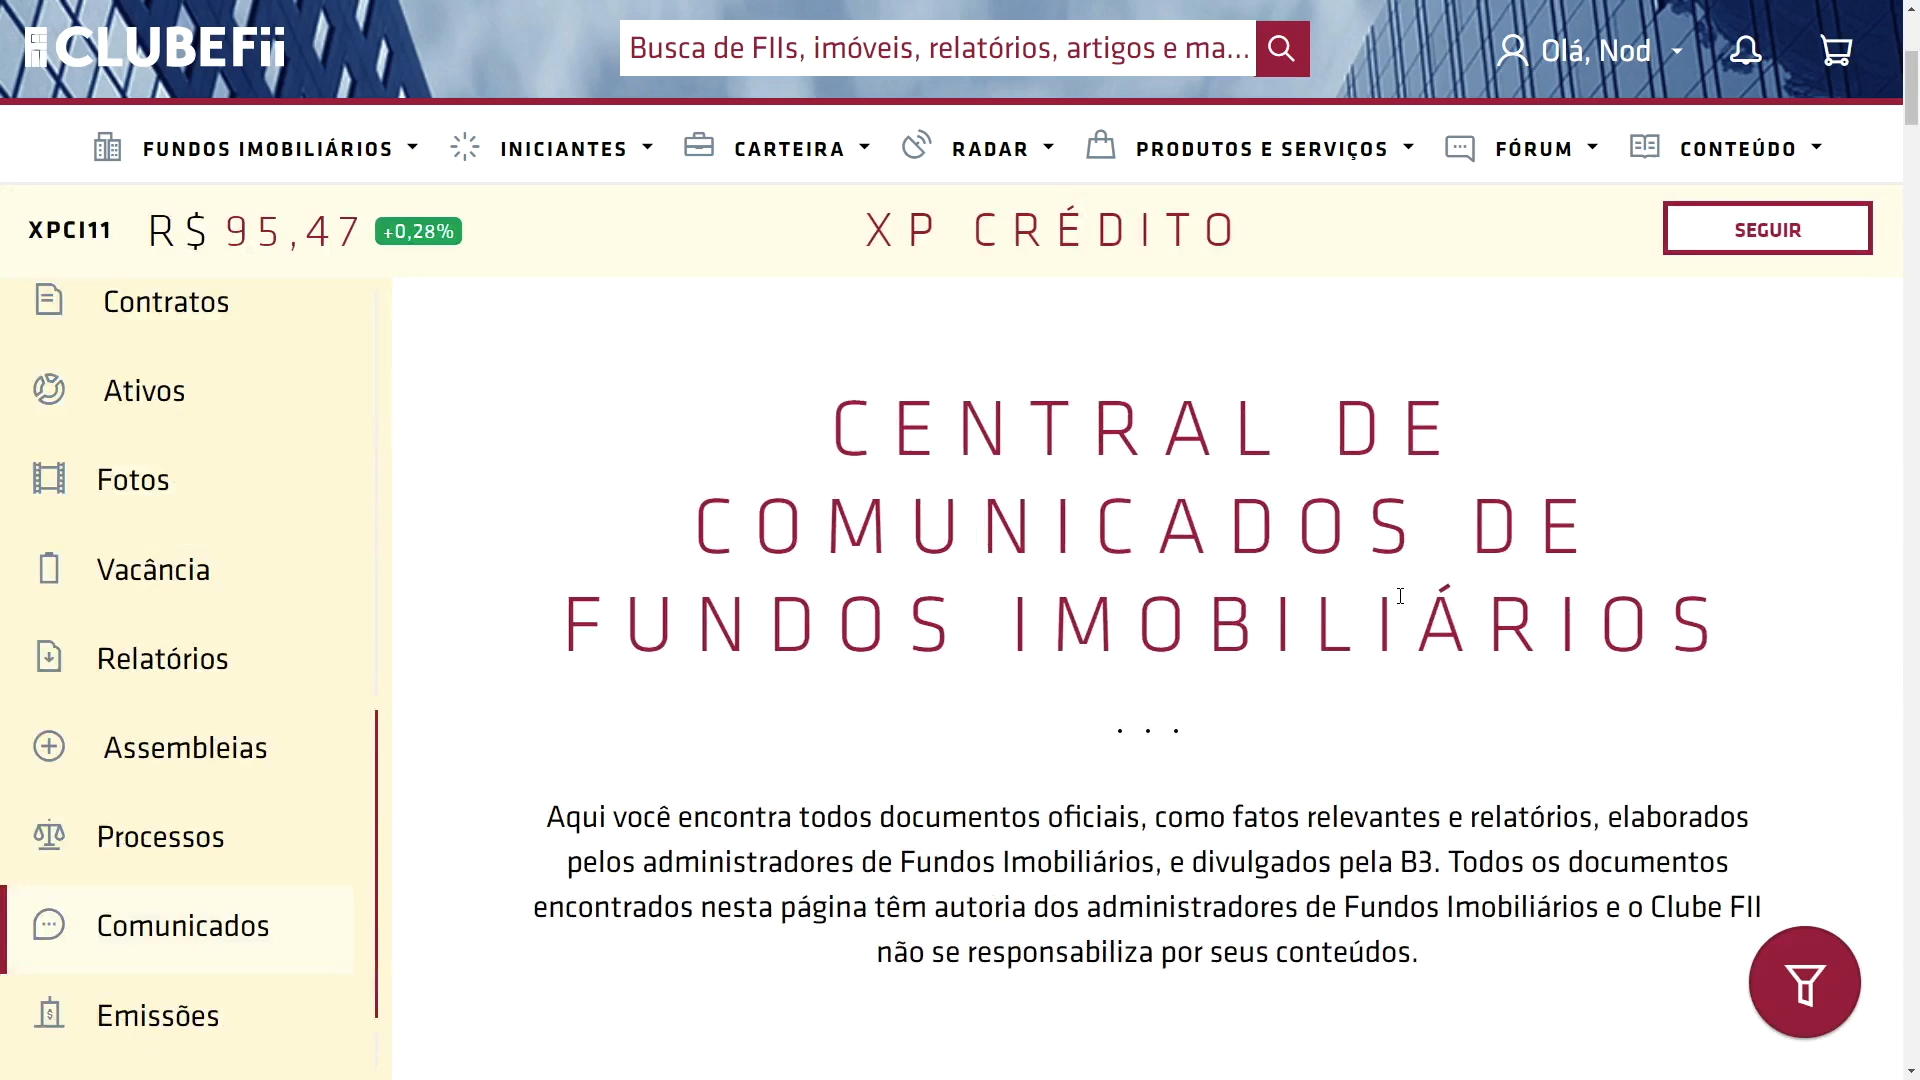 CLUBEFii
Busca de FIIs, imóveis, relatórios, artigos e ma...
Olá, Nod
FUNDOS IMOBILIÁRIOS
INICIANTES
CARTEIRA
RADAR
PRODUTOS E SERVIÇOS
FÓRUM
CONTEÚDO
XPCI11
R$ 95,47
+0,28%
XP CRÉDITO
SEGUIR
Contratos
Ativos
Fotos
Vacância
Relatórios
Assembleias
Processos
Comunicados
Emissões
CENTRAL DE
COMUNICADOS DE
FUNDOS IMOBILIÁRIOS
...
Aqui você encontra todos documentos oficiais, como fatos relevantes e relatórios, elaborados
pelos administradores de Fundos Imobiliários, e divulgados pela B3. Todos os documentos
encontrados nesta página têm autoria dos administradores de Fundos Imobiliários e o Clube FII
não se responsabiliza por seus conteúdos.